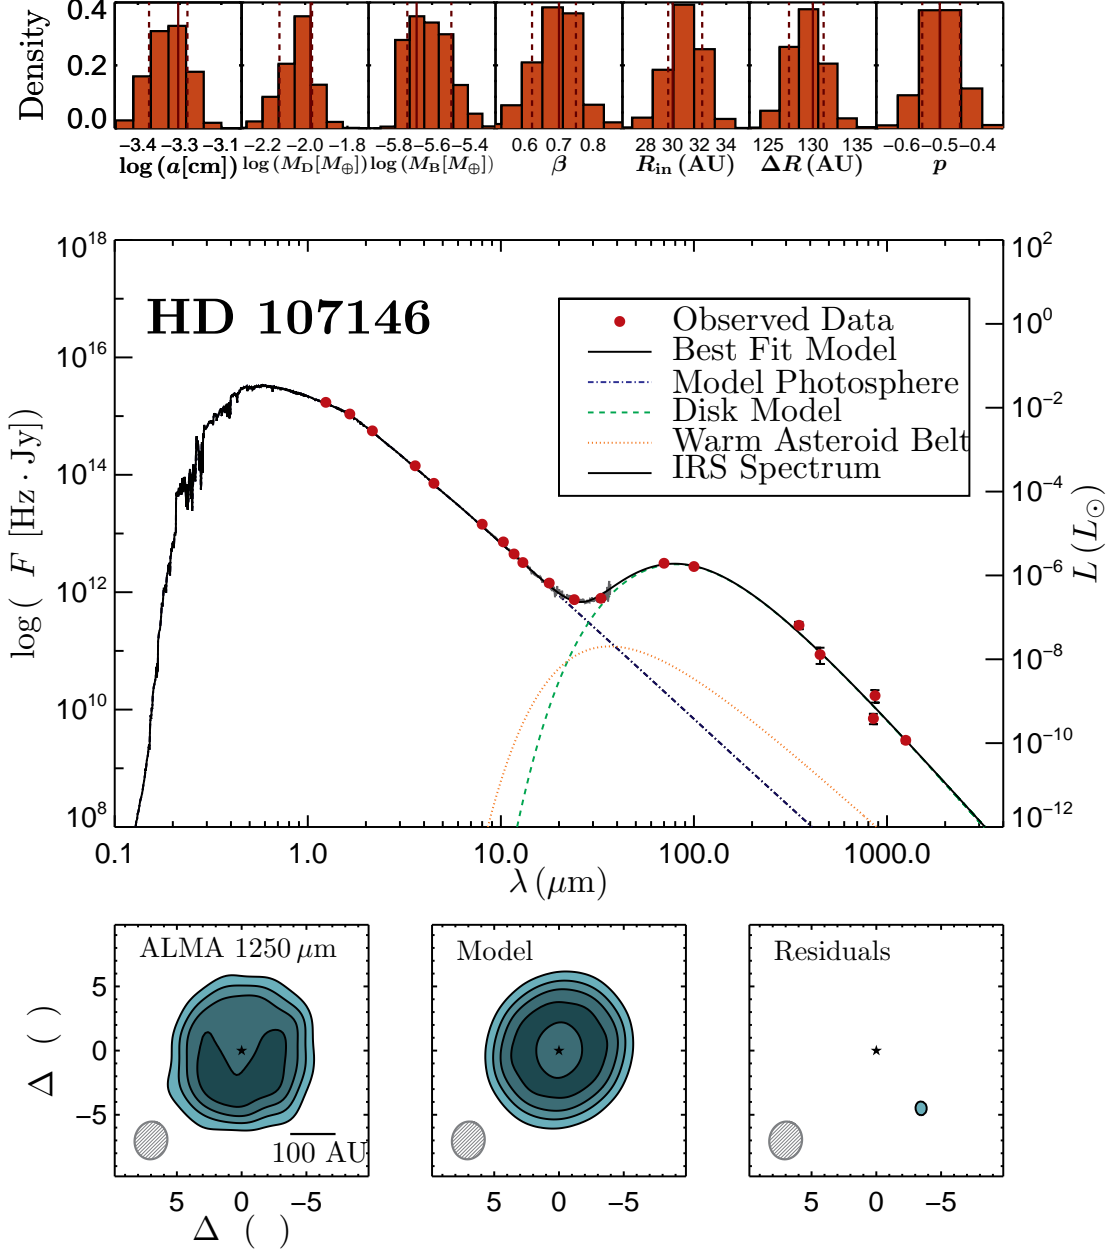 Density
0.4
0.2
0.0
−3.4 −3.3 −3.1
log (a[cm])
−2.2 −2.0 −1.8
log (M_D[M_⊕])
−5.8 −5.6 −5.4
log (M_B[M_⊕])
0.6 0.7 0.8
β
28 30 32 34
R_in (AU)
125 130 135
ΔR (AU)
−0.6 −0.5 −0.4
p
HD 107146
Observed Data
Best Fit Model
Model Photosphere
Disk Model
Warm Asteroid Belt
IRS Spectrum
log ( F [Hz · Jy])
10^18
10^16
10^14
10^12
10^10
10^8
L (L_⊙)
10^2
10^0
10^−2
10^−4
10^−6
10^−8
10^−10
10^−12
0.1 1.0 10.0 100.0 1000.0
λ (μm)
ALMA 1250 μm
Model
Residuals
100 AU
Δ ( )
5
0
−5
5 0 −5
5 0 −5
5 0 −5
Δ ( )